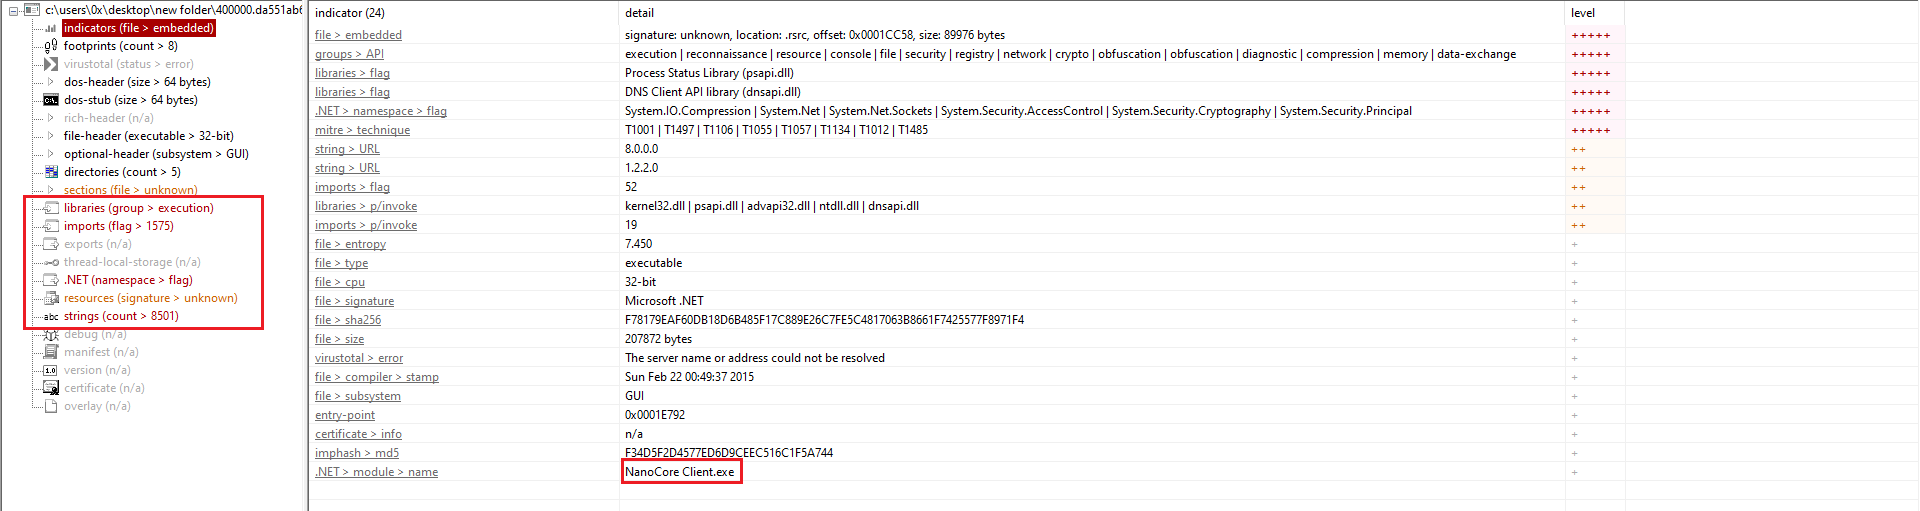 c:\users\0x\desktop\new folder\400000.da551ab6
indicators (file > embedded)
footprints (count > 8)
virustotal (status > error)
dos-header (size > 64 bytes)
dos-stub (size > 64 bytes)
rich-header (n/a)
file-header (executable > 32-bit)
optional-header (subsystem > GUI)
directories (count > 5)
sections (file > unknown)
libraries (group > execution)
imports (flag > 1575)
exports (n/a)
thread-local-storage (n/a)
.NET (namespace > flag)
resources (signature > unknown)
abc strings (count > 8501)
debug (n/a)
manifest (n/a)
1.0 version (n/a)
certificate (n/a)
overlay (n/a)
indicator (24) detail level
file > embedded signature: unknown, location: .rsrc, offset: 0x0001CC58, size: 89976 bytes +++++
groups > API execution | reconnaissance | resource | console | file | security | registry | network | crypto | obfuscation | obfuscation | diagnostic | compression | memory | data-exchange +++++
libraries > flag Process Status Library (psapi.dll) +++++
libraries > flag DNS Client API library (dnsapi.dll) +++++
.NET > namespace > flag System.IO.Compression | System.Net | System.Net.Sockets | System.Security.AccessControl | System.Security.Cryptography | System.Security.Principal +++++
mitre > technique T1001 | T1497 | T1106 | T1055 | T1057 | T1134 | T1012 | T1485 +++++
string > URL 8.0.0.0 ++
string > URL 1.2.2.0 ++
imports > flag 52 ++
libraries > p/invoke kernel32.dll | psapi.dll | advapi32.dll | ntdll.dll | dnsapi.dll ++
imports > p/invoke 19 ++
file > entropy 7.450 +
file > type executable +
file > cpu 32-bit +
file > signature Microsoft .NET +
file > sha256 F78179EAF60DB18D6B485F17C889E26C7FE5C4817063B8661F7425577F8971F4 +
file > size 207872 bytes +
virustotal > error The server name or address could not be resolved +
file > compiler > stamp Sun Feb 22 00:49:37 2015 +
file > subsystem GUI +
entry-point 0x0001E792 +
certificate > info n/a +
imphash > md5 F34D5F2D4577ED6D9CEEC516C1F5A744 +
.NET > module > name NanoCore Client.exe +